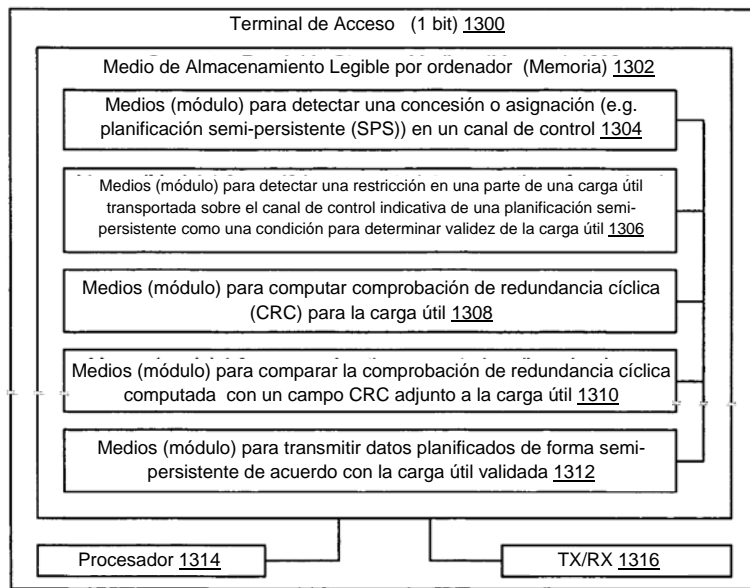 Terminal de Acceso (1 bit) 1300
Medio de Almacenamiento Legible por ordenador (Memoria) 1302
Medios (módulo) para detectar una concesión o asignación (e.g.
planificación semi-persistente (SPS)) en un canal de control 1304
Medios (módulo) para detectar una restricción en una parte de una carga útil
transportada sobre el canal de control indicativa de una planificación semi-
persistente como una condición para determinar validez de la carga útil 1306
Medios (módulo) para computar comprobación de redundancia cíclica
(CRC) para la carga útil 1308
Medios (módulo) para comparar la comprobación de redundancia cíclica
computada con un campo CRC adjunto a la carga útil 1310
Medios (módulo) para transmitir datos planificados de forma semi-
persistente de acuerdo con la carga útil validada 1312
Procesador 1314
TX/RX 1316